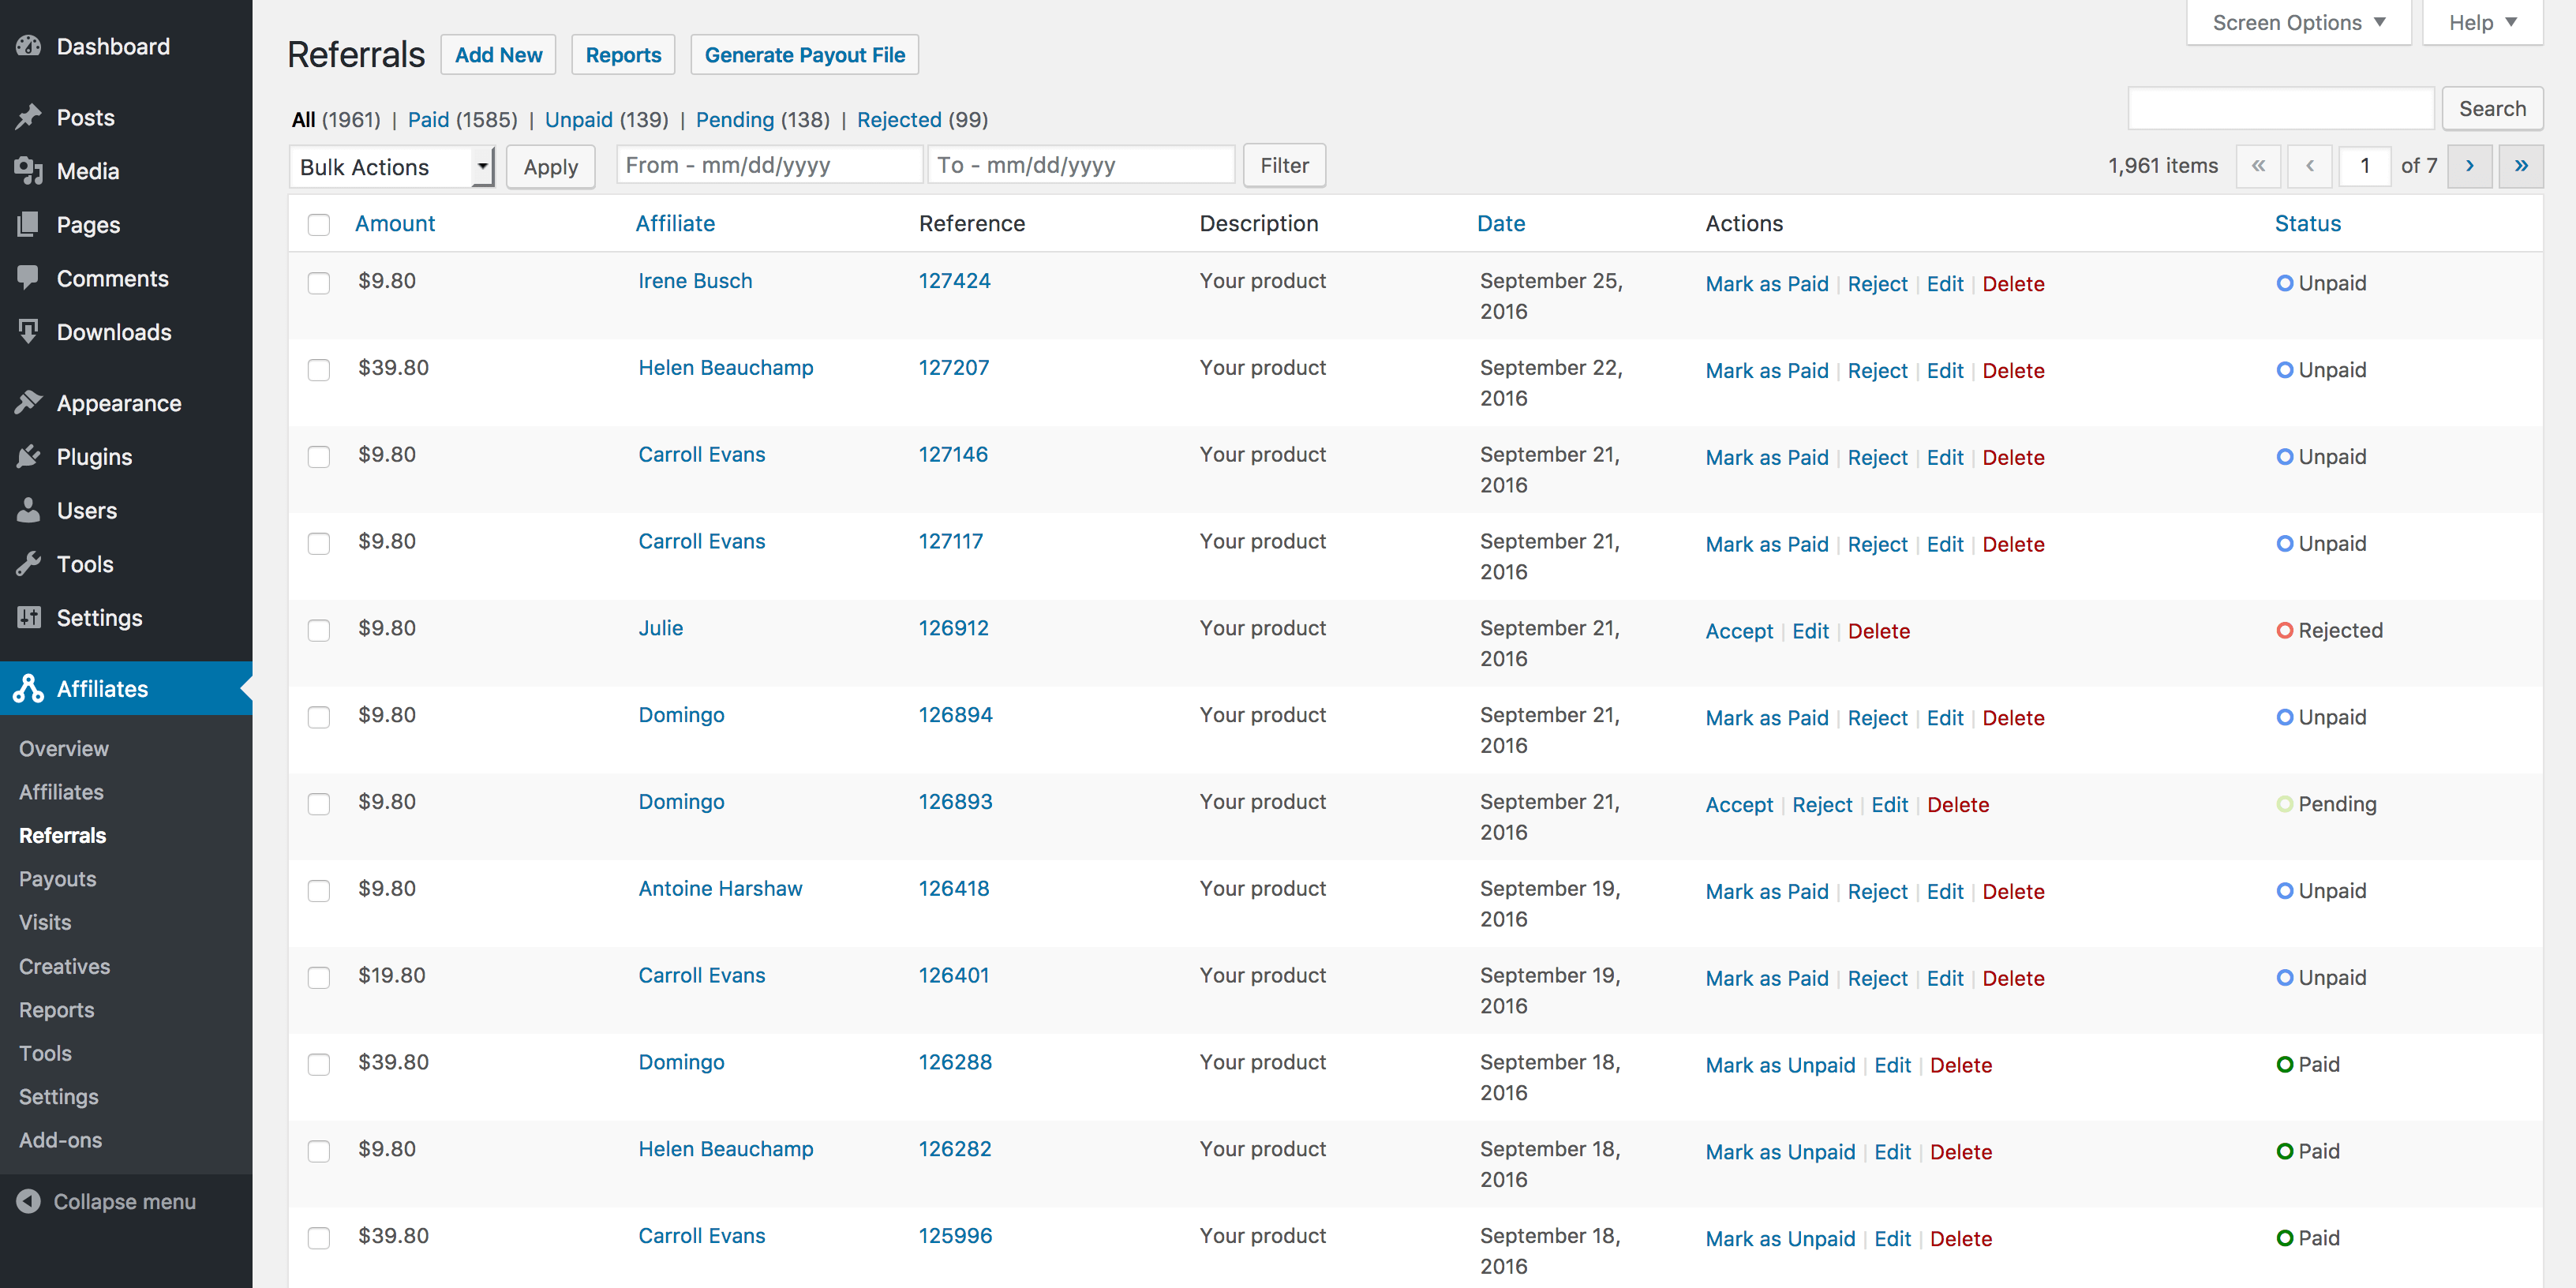 Dashboard
Posts
Media
Pages
Comments
Downloads
Appearance
Plugins
Users
Tools
Settings
Affiliates
Overview
Affiliates
Referrals
Payouts
Visits
Creatives
Reports
Tools
Settings
Add-ons
Collapse menu
Screen Options Help
Referrals Add New Reports Generate Payout File
All (1961) | Paid (1585) | Unpaid (139) | Pending (138) | Rejected (99)
Search
Bulk Actions Apply From - mm/dd/yyyy To - mm/dd/yyyy Filter 1,961 items « ‹ 1 of 7 › »
Amount Affiliate Reference Description Date Actions Status
$9.80 Irene Busch 127424 Your product September 25, Mark as Paid | Reject | Edit | Delete Unpaid
2016
$39.80 Helen Beauchamp 127207 Your product September 22, Mark as Paid | Reject | Edit | Delete Unpaid
2016
$9.80 Carroll Evans 127146 Your product September 21, Mark as Paid | Reject | Edit | Delete Unpaid
2016
$9.80 Carroll Evans 127117 Your product September 21, Mark as Paid | Reject | Edit | Delete Unpaid
2016
$9.80 Julie 126912 Your product September 21, Accept | Edit | Delete Rejected
2016
$9.80 Domingo 126894 Your product September 21, Mark as Paid | Reject | Edit | Delete Unpaid
2016
$9.80 Domingo 126893 Your product September 21, Accept | Reject | Edit | Delete Pending
2016
$9.80 Antoine Harshaw 126418 Your product September 19, Mark as Paid | Reject | Edit | Delete Unpaid
2016
$19.80 Carroll Evans 126401 Your product September 19, Mark as Paid | Reject | Edit | Delete Unpaid
2016
$39.80 Domingo 126288 Your product September 18, Mark as Unpaid | Edit | Delete Paid
2016
$9.80 Helen Beauchamp 126282 Your product September 18, Mark as Unpaid | Edit | Delete Paid
2016
$39.80 Carroll Evans 125996 Your product September 18, Mark as Unpaid | Edit | Delete Paid
2016